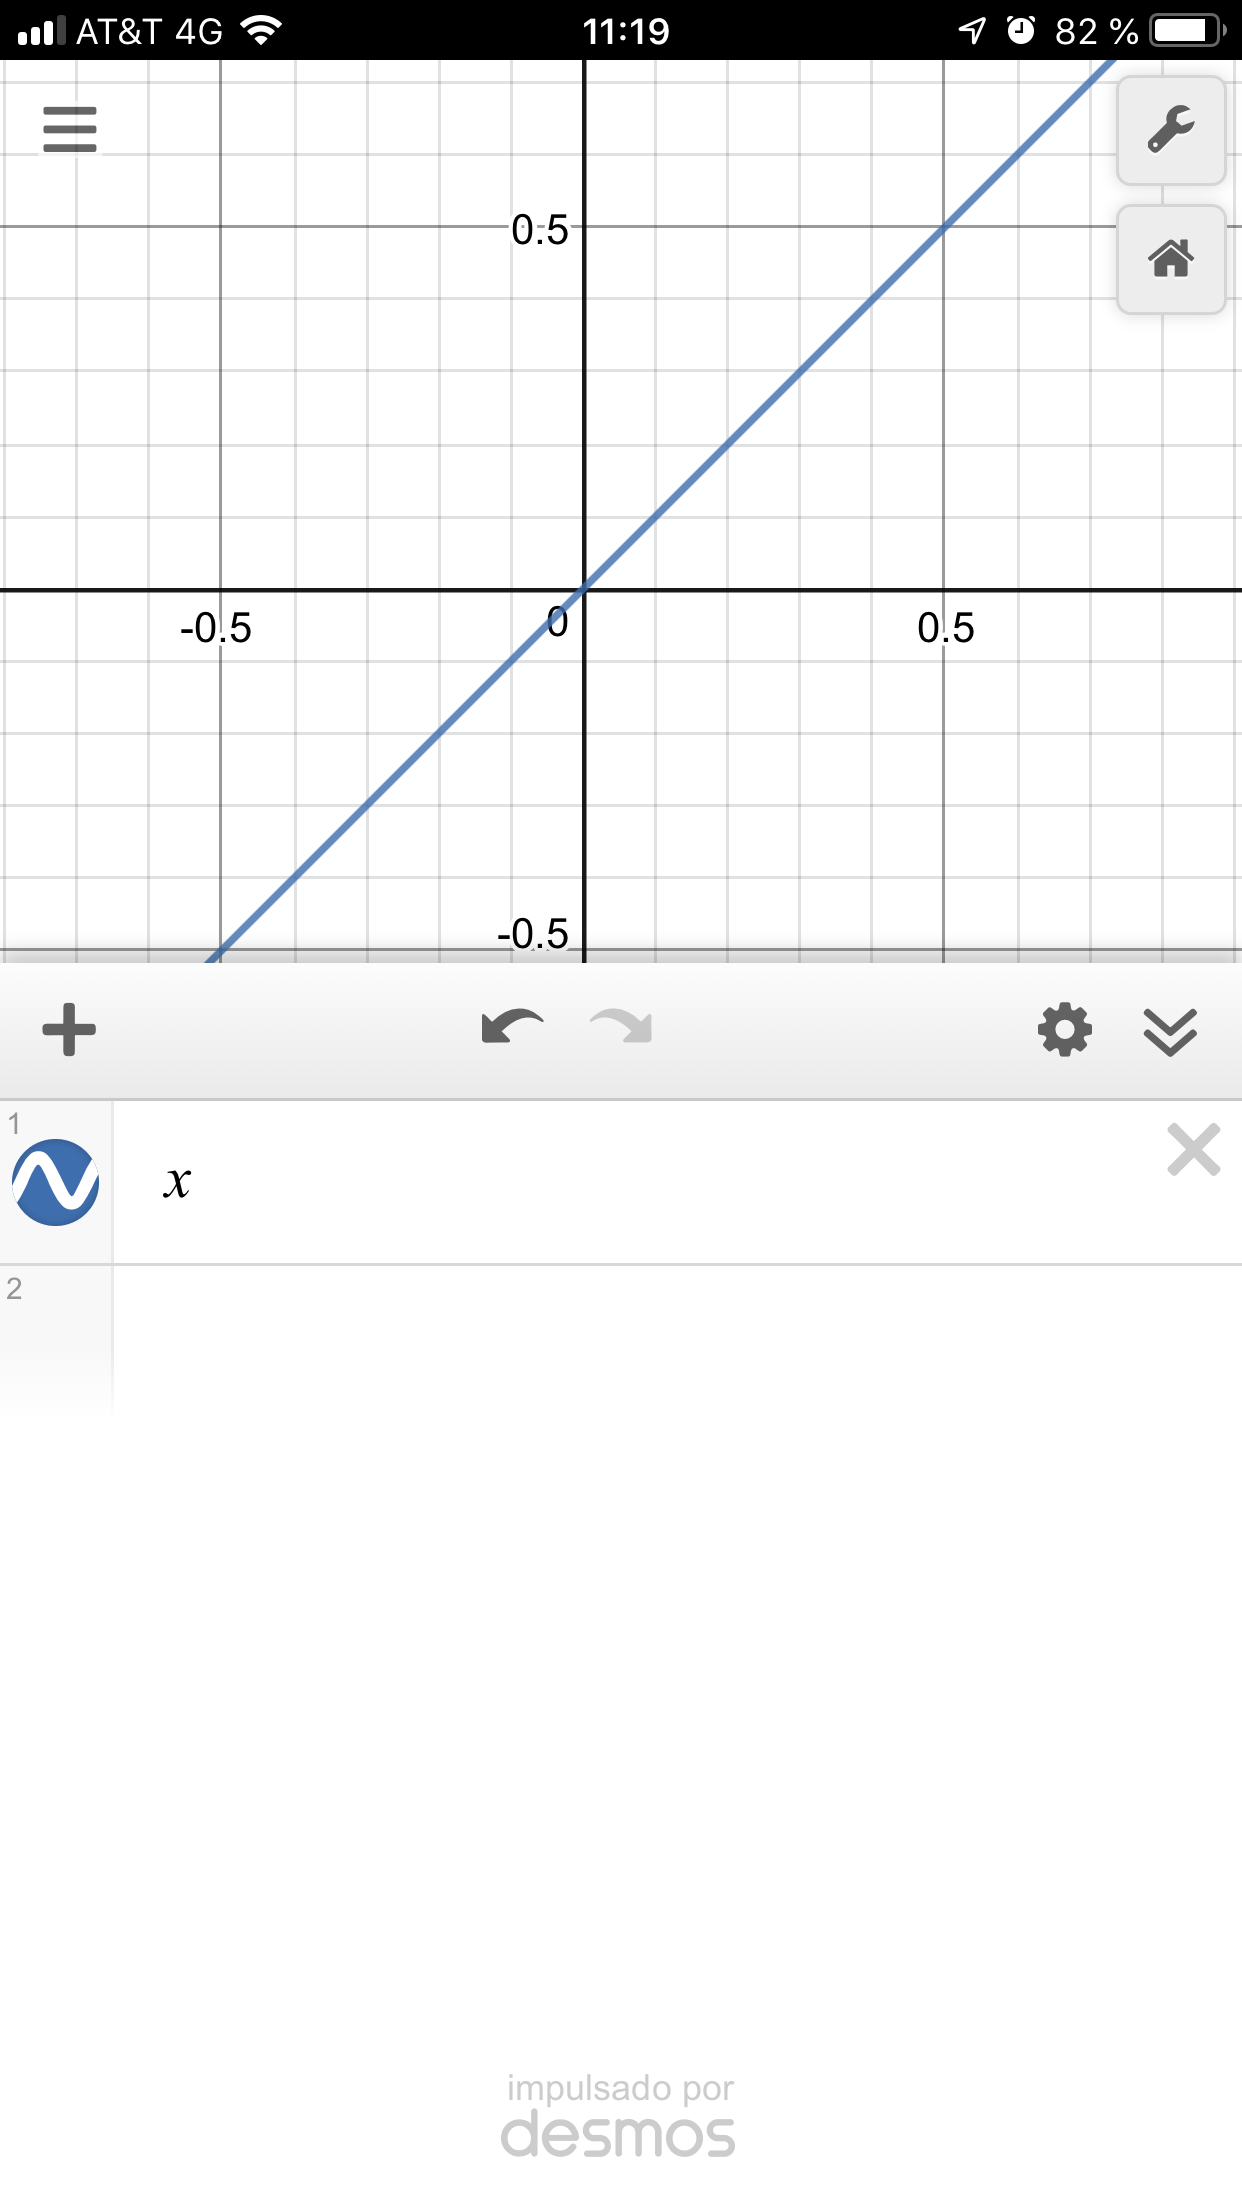 AT&T 4G 11:19 82 %
0.5
-0.5 0 0.5
-0.5
1
x
2
impulsado por
desmos